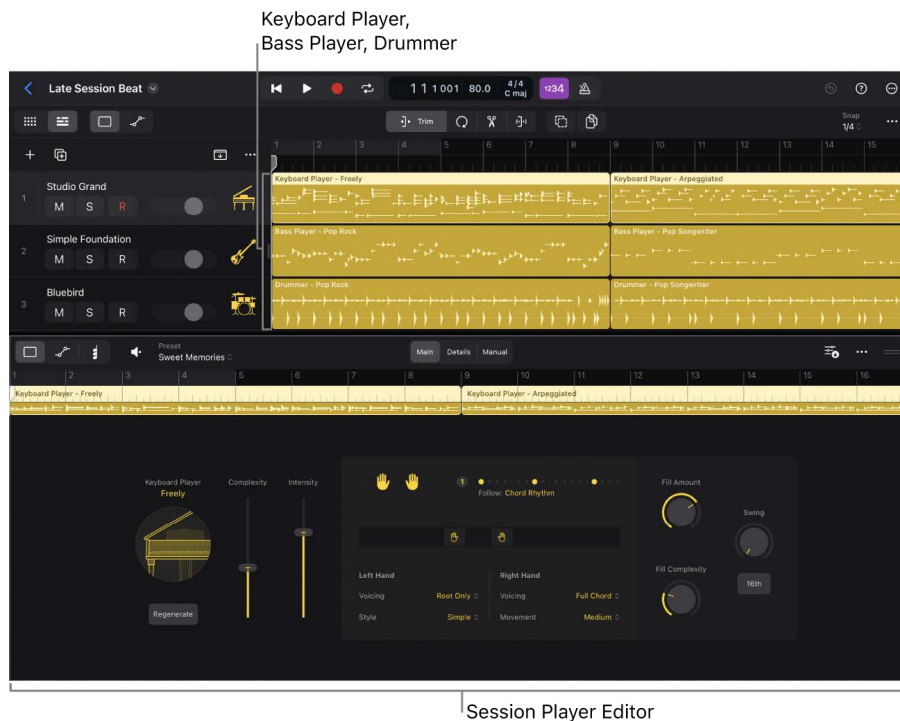 Keyboard Player,
Bass Player, Drummer
Late Session Beat
1 1 1 001 80.0 4/4 C maj 1234
Trim
Snap
1/4
1 2 3 4 5 6 7 8 9 10 11 12 13 14 15
1 Studio Grand
M S R
Keyboard Player - Freely Keyboard Player - Arpeggiated
2 Simple Foundation
M S R
Bass Player - Pop Rock Bass Player - Pop Songwriter
3 Bluebird
M S R
Drummer - Pop Rock Drummer - Pop Songwriter
Preset
Sweet Memories
Main Details Manual
1 2 3 4 5 6 7 8 9 10 11 12 13 14 15 16
Keyboard Player - Freely Keyboard Player - Arpeggiated
Keyboard Player
Freely
Complexity Intensity
1
Follow: Chord Rhythm
Fill Amount
Swing
Left Hand Right Hand
Fill Complexity
16th
Voicing Root Only Voicing Full Chord
Regenerate
Style Simple Movement Medium
Session Player Editor